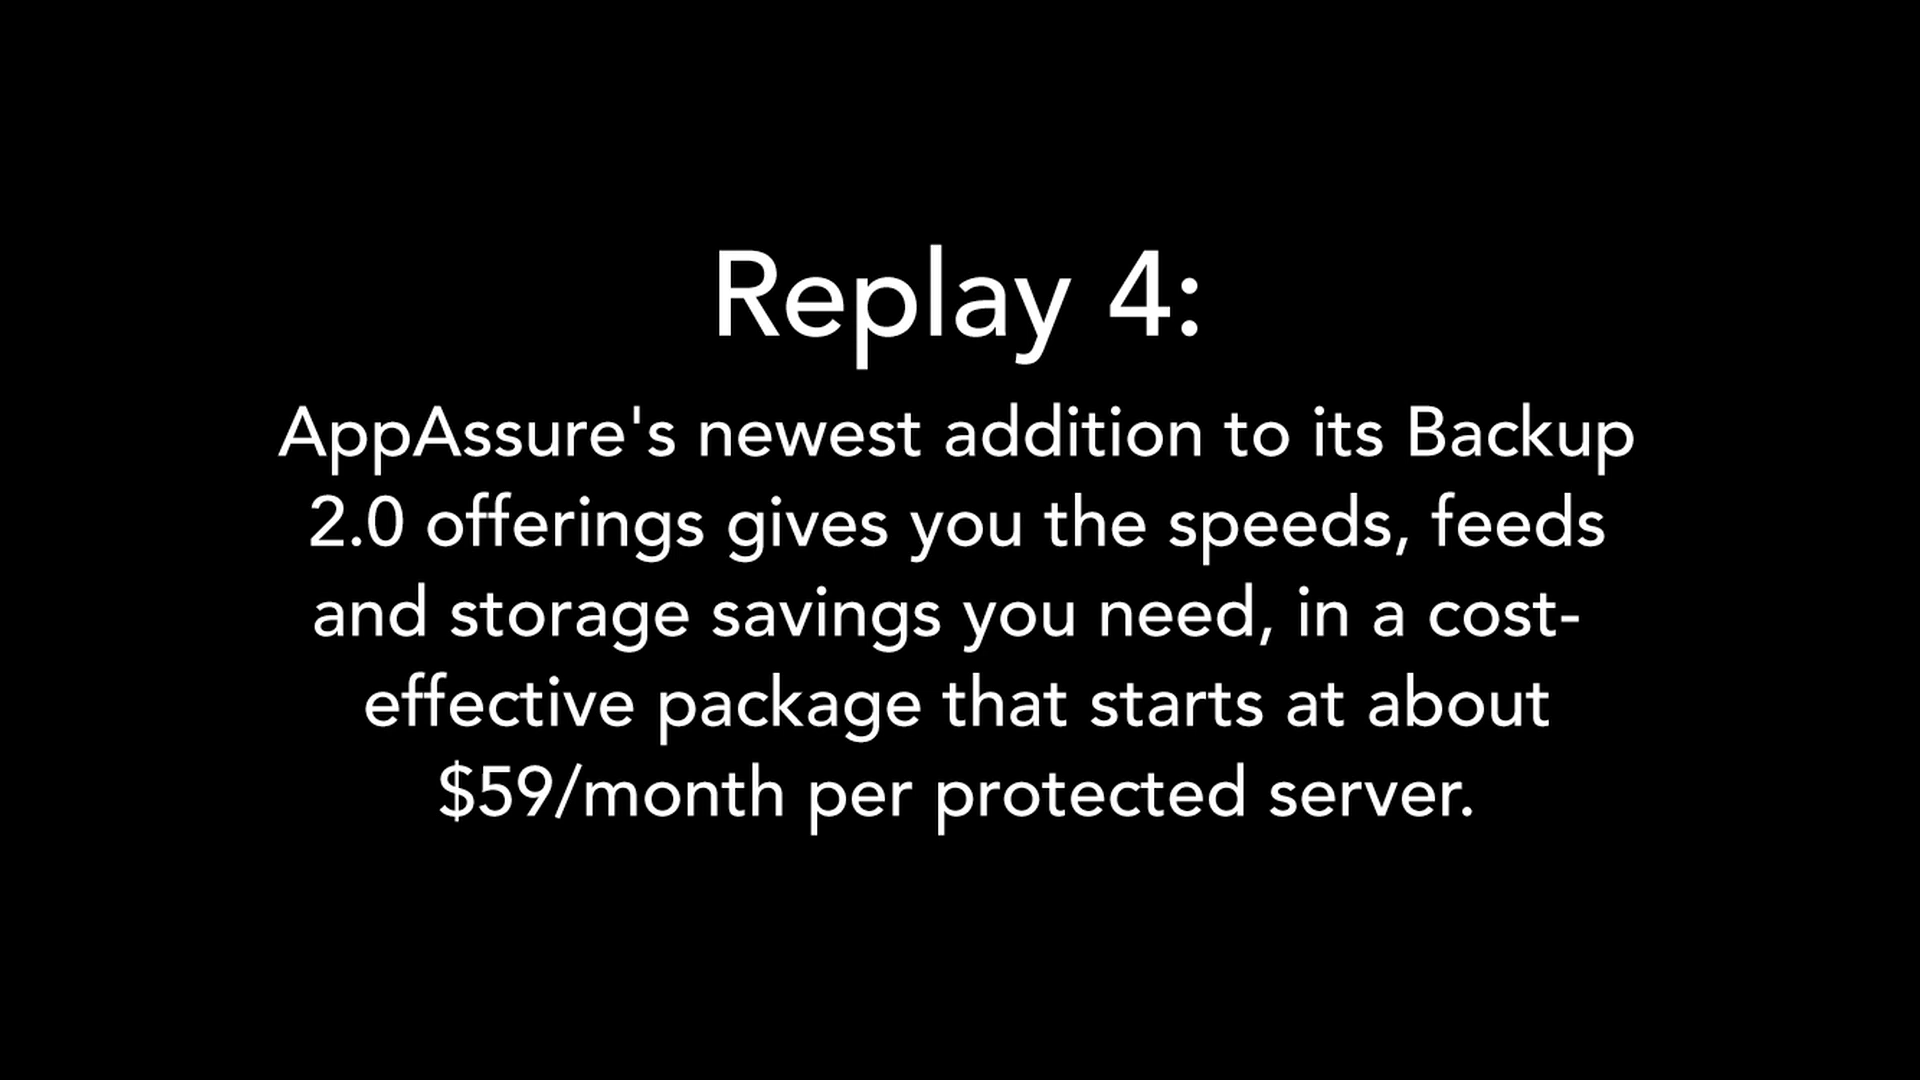 Replay 4:
AppAssure's newest addition to its Backup
2.0 offerings gives you the speeds, feeds
and storage savings you need, in a cost-
effective package that starts at about
$59/month per protected server.